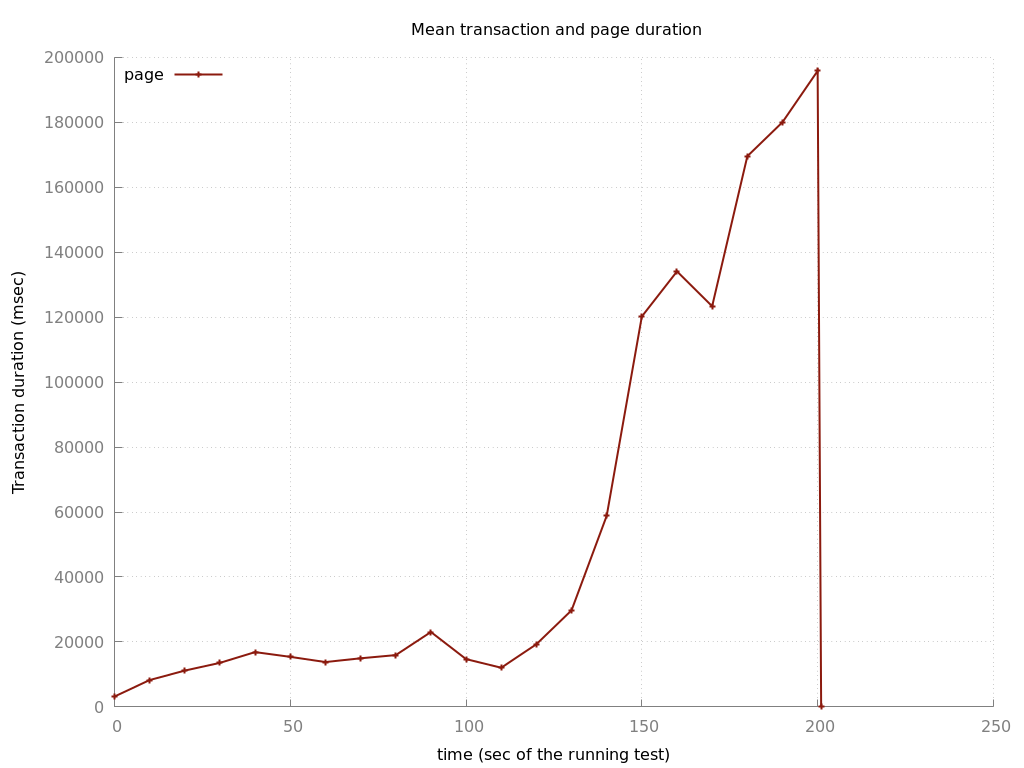 Mean transaction and page duration
200000
page
180000
160000
140000
120000
100000
80000
60000
40000
20000
0
Transaction duration (msec)
0 50 100 150 200 250
time (sec of the running test)